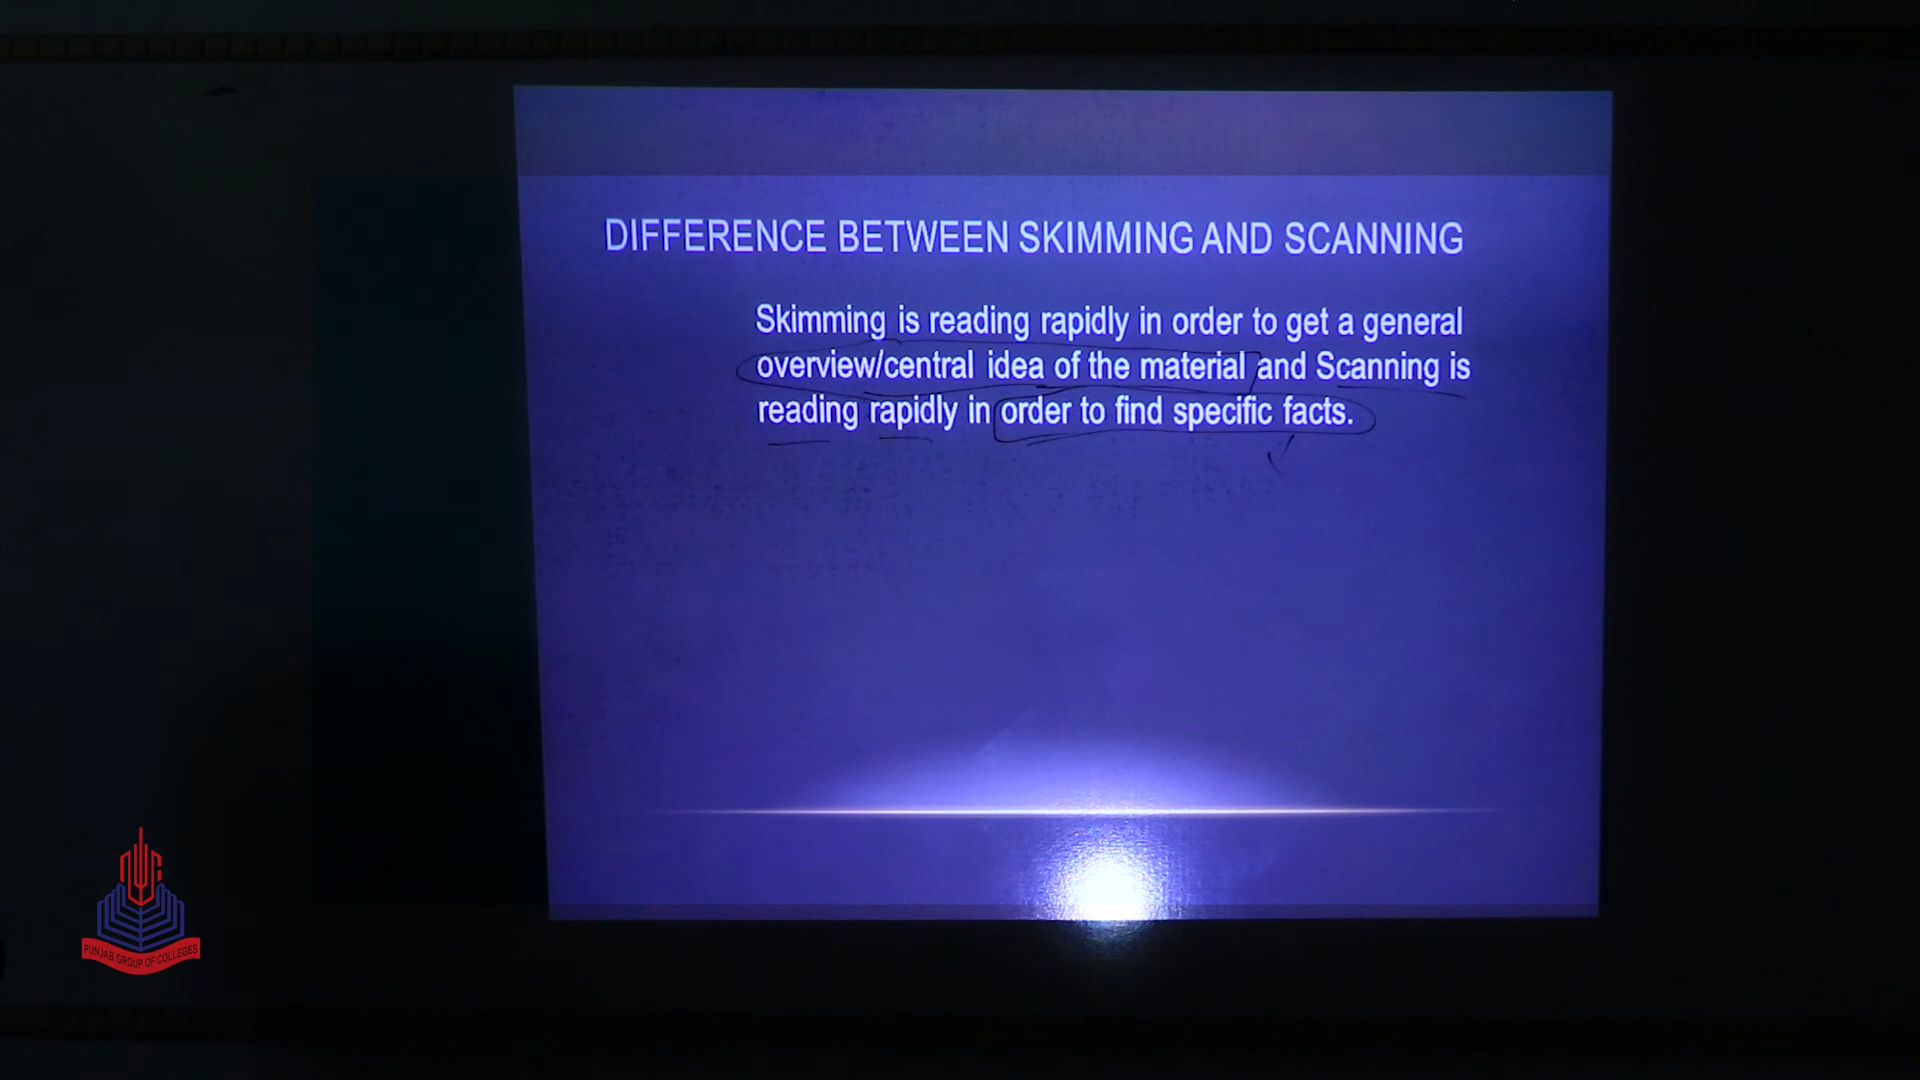 DIFFERENCE BETWEEN SKIMMING AND SCANNING
Skimming is reading rapidly in order to get a general
overview/central idea of the material and Scanning is
reading rapidly in order to find specific facts.
PUNJAB GROUP OF COLLEGES